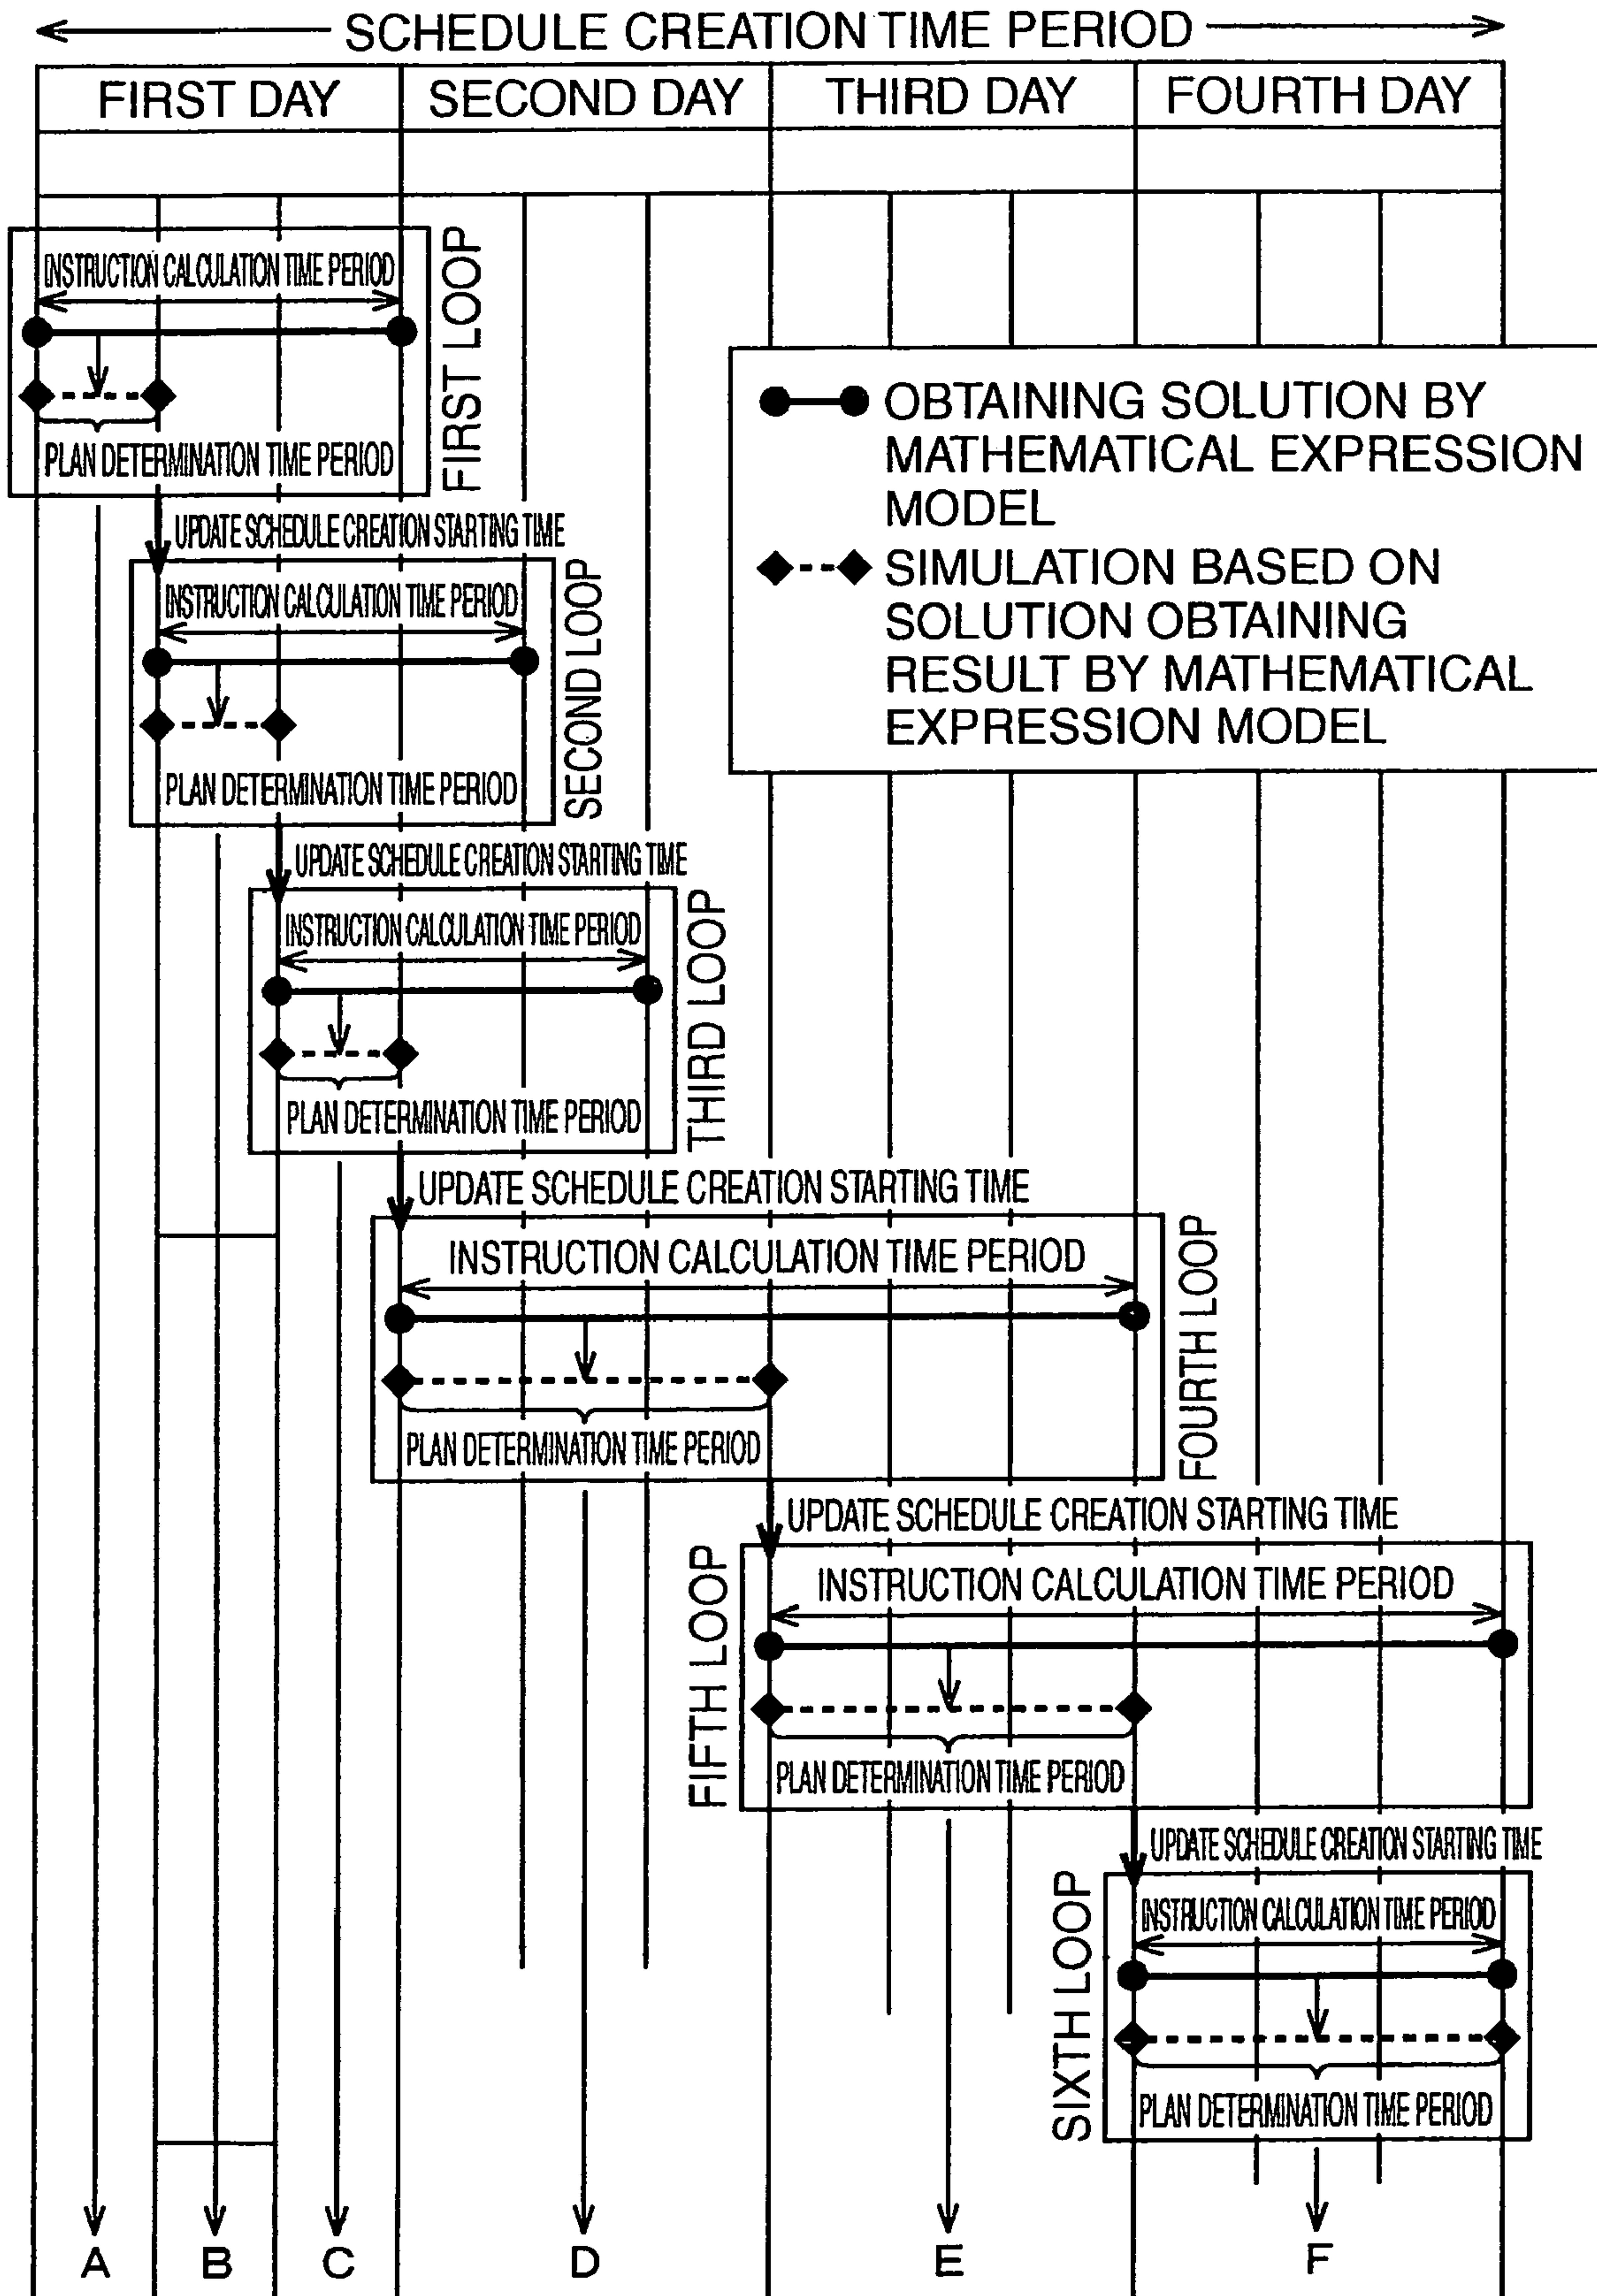 SCHEDULE CREATION TIME PERIOD
FIRST DAY
SECOND DAY
THIRD DAY
FOURTH DAY
INSTRUCTION CALCULATION TIME PERIOD
PLAN DETERMINATION TIME PERIOD
FIRST LOOP
OBTAINING SOLUTION BY
MATHEMATICAL EXPRESSION
MODEL
SIMULATION BASED ON
SOLUTION OBTAINING
RESULT BY MATHEMATICAL
EXPRESSION MODEL
UPDATE SCHEDULE CREATION STARTING TIME
INSTRUCTION CALCULATION TIME PERIOD
PLAN DETERMINATION TIME PERIOD
SECOND LOOP
UPDATE SCHEDULE CREATION STARTING TIME
INSTRUCTION CALCULATION TIME PERIOD
PLAN DETERMINATION TIME PERIOD
THIRD LOOP
UPDATE SCHEDULE CREATION STARTING TIME
INSTRUCTION CALCULATION TIME PERIOD
PLAN DETERMINATION TIME PERIOD
FOURTH LOOP
UPDATE SCHEDULE CREATION STARTING TIME
INSTRUCTION CALCULATION TIME PERIOD
PLAN DETERMINATION TIME PERIOD
FIFTH LOOP
UPDATE SCHEDULE CREATION STARTING TIME
INSTRUCTION CALCULATION TIME PERIOD
PLAN DETERMINATION TIME PERIOD
SIXTH LOOP
A
B
C
D
E
F